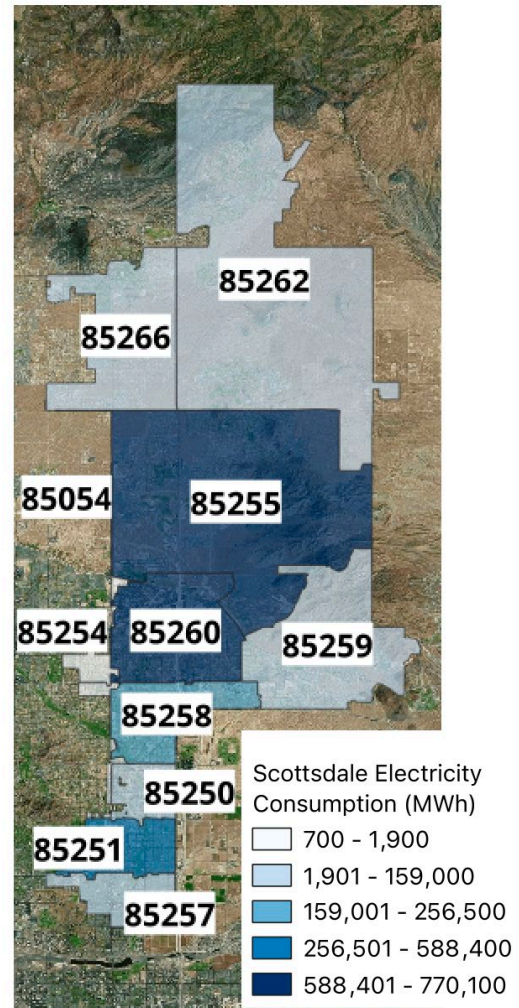 85262
85266
85054
85255
85254
85260
85259
85258
85250
85251
85257
Scottsdale Electricity
Consumption (MWh)
700 - 1,900
1,901 - 159,000
159,001 - 256,500
256,501 - 588,400
588,401 - 770,100